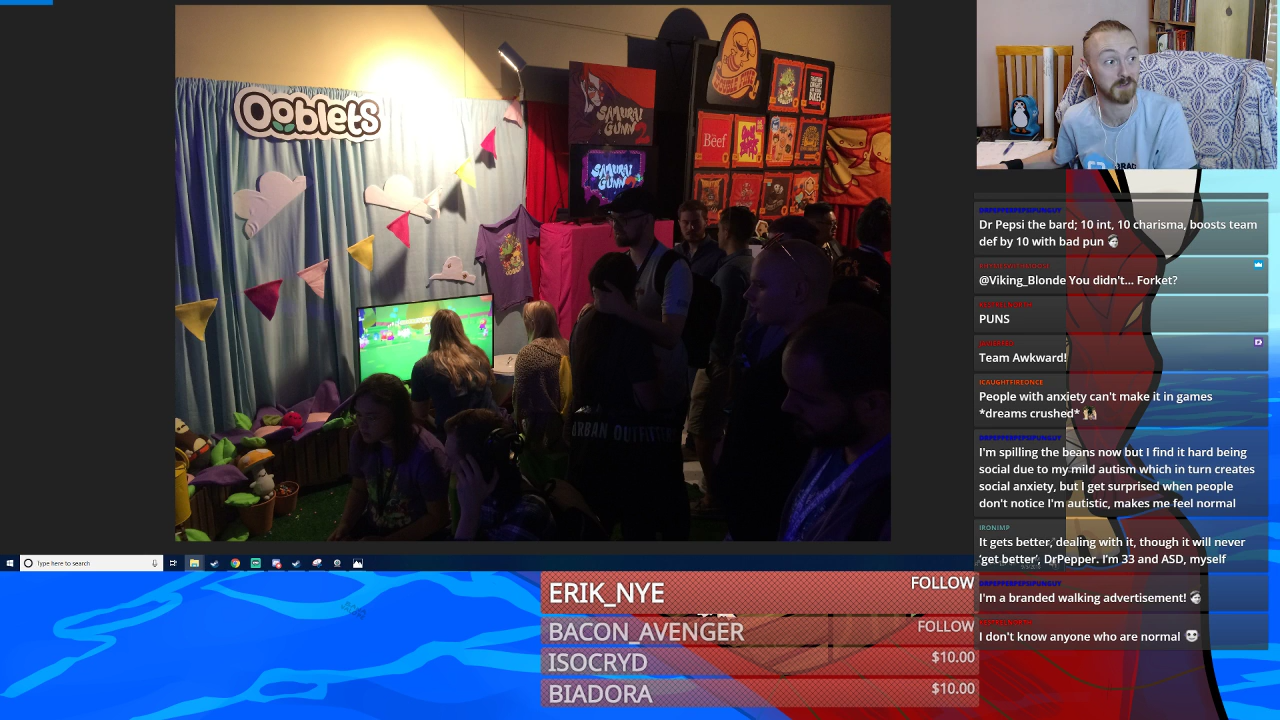 Ooblets
SAMURAI
GUNN 2
SAMURAI
GUNN
Beef
URBAN OUTFITTERS
Type here to search
Dr Pepsi the bard; 10 int, 10 charisma, boosts team
def by 10 with bad pun
@Viking_Blonde You didn't... Forket?
PUNS
Team Awkward!
ICAUGHTFIREONCE
People with anxiety can't make it in games
*dreams crushed*
I'm spilling the beans now but I find it hard being
social due to my mild autism which in turn creates
social anxiety, but I get surprised when people
don't notice I'm autistic, makes me feel normal
IRONIMP
It gets better, dealing with it, though it will never
'get better', DrPepper. I'm 33 and ASD, myself
I'm a branded walking advertisement!
I don't know anyone who are normal
ERIK_NYE FOLLOW
BACON_AVENGER FOLLOW
ISOCRYD $10.00
BIADORA $10.00